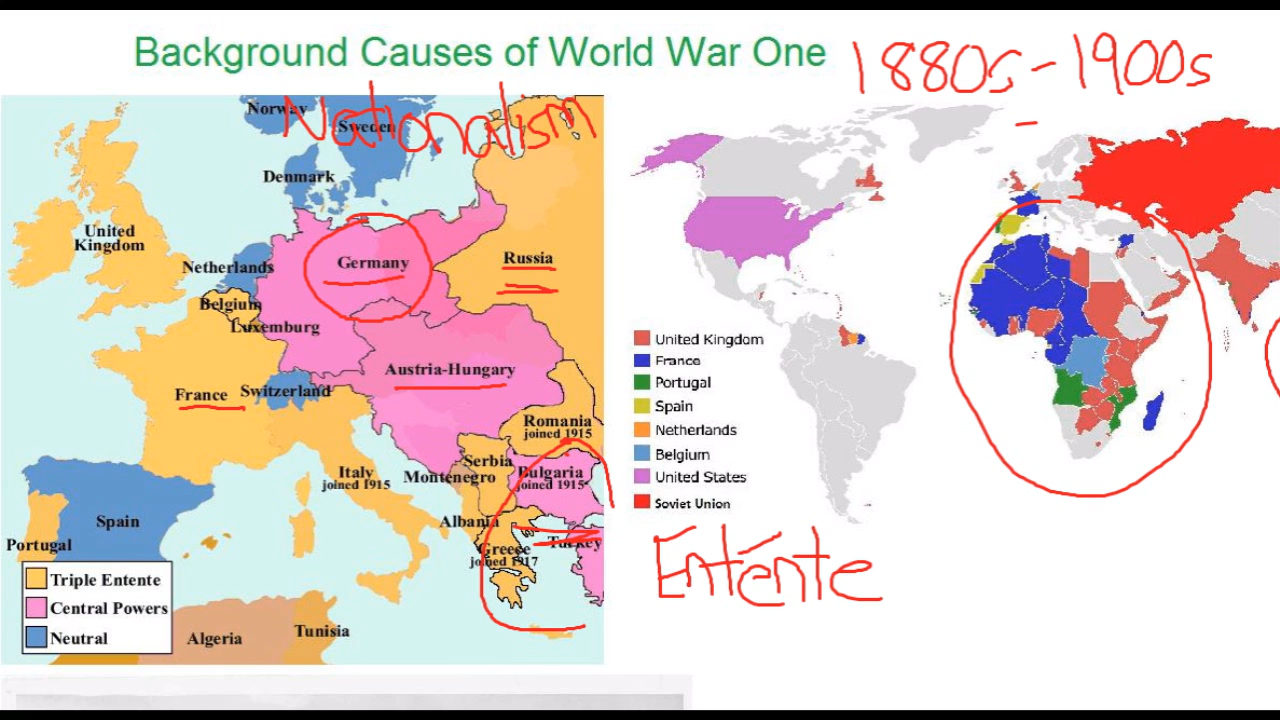 Background Causes of World War One
1880s - 1900s
Nationalism
Norway
Sweden
Denmark
United
Kingdom
Netherlands
Germany
Russia
Belgium
Luxemburg
Austria-Hungary
France
Switzerland
Romania
joined 1915
Serbia
Italy
joined 1915
Montenegro
Bulgaria
joined 1915
Spain
Albania
Portugal
Greece
joined 1917
Turkey
Triple Entente
Central Powers
Neutral
Algeria
Tunisia
United Kingdom
France
Portugal
Spain
Netherlands
Belgium
United States
Soviet Union
Entente